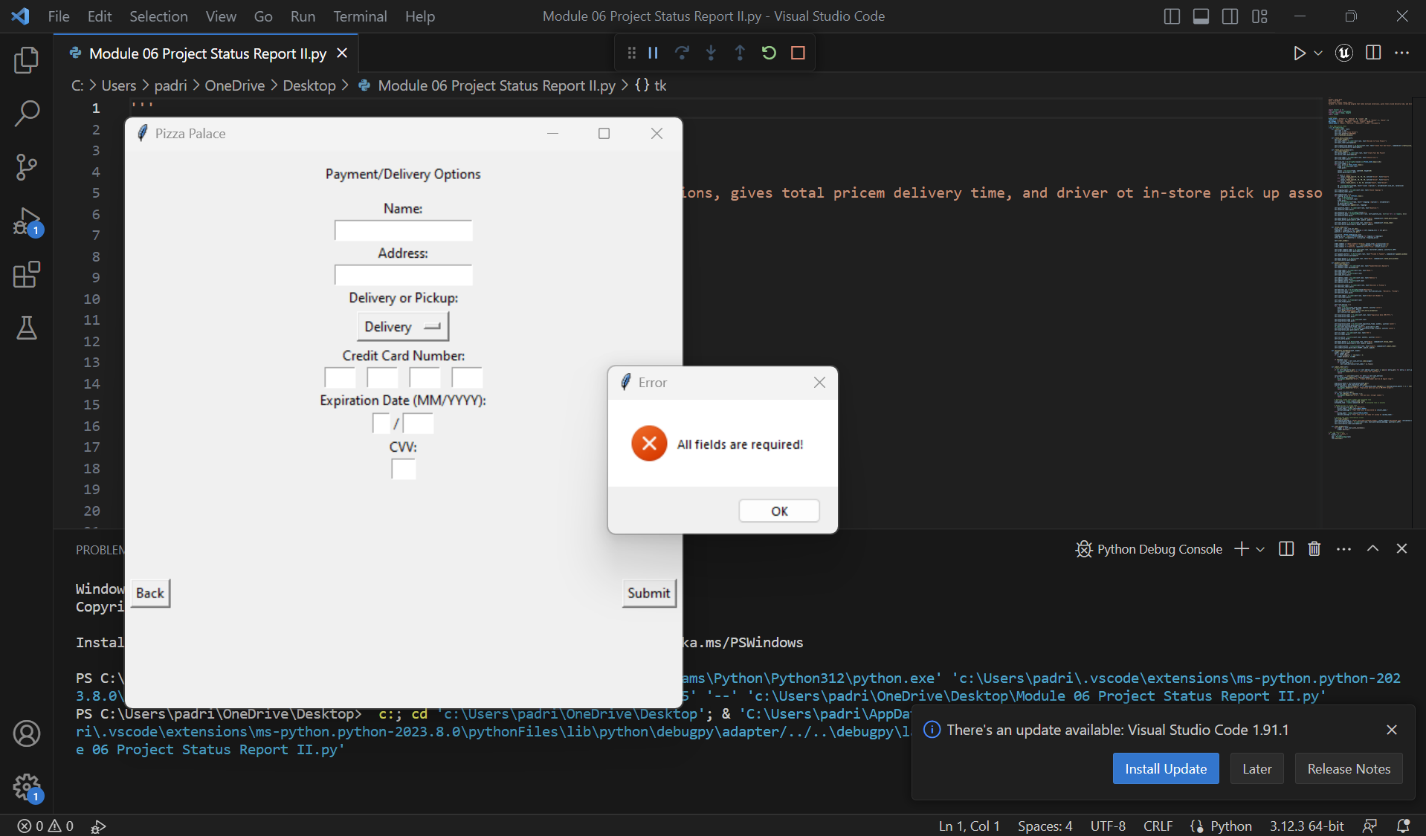 File Edit Selection View Go Run Terminal Help
Module 06 Project Status Report II.py - Visual Studio Code
Module 06 Project Status Report II.py
C: > Users > padri > OneDrive > Desktop > Module 06 Project Status Report II.py > {} tk
1 '''
2
3
4
5 ions, gives total pricem delivery time, and driver ot in-store pick up asso
6
7
8
9
10
11
12
13
14
15
16
17
18
19
20
Pizza Palace
Payment/Delivery Options
Name:
Address:
Delivery or Pickup:
Delivery
Credit Card Number:
Expiration Date (MM/YYYY):
/
CVV:
Back
Submit
Error
All fields are required!
OK
PROBLEM
Python Debug Console
Window
Copyri
Instal ka.ms/PSWindows
PS C:\ ams\Python\Python312\python.exe' 'c:\Users\padri\.vscode\extensions\ms-python.python-202
3.8.0\ 5' '--' 'c:\Users\padri\OneDrive\Desktop\Module 06 Project Status Report II.py'
PS C:\Users\padri\OneDrive\Desktop> c:; cd 'c:\Users\padri\OneDrive\Desktop'; & 'C:\Users\padri\AppDa
ri\.vscode\extensions\ms-python.python-2023.8.0\pythonFiles\lib\python\debugpy\adapter/../..\debugpy\l
e 06 Project Status Report II.py'
There's an update available: Visual Studio Code 1.91.1
Install Update
Later
Release Notes
1
1
0 0
Ln 1, Col 1 Spaces: 4 UTF-8 CRLF {} Python 3.12.3 64-bit